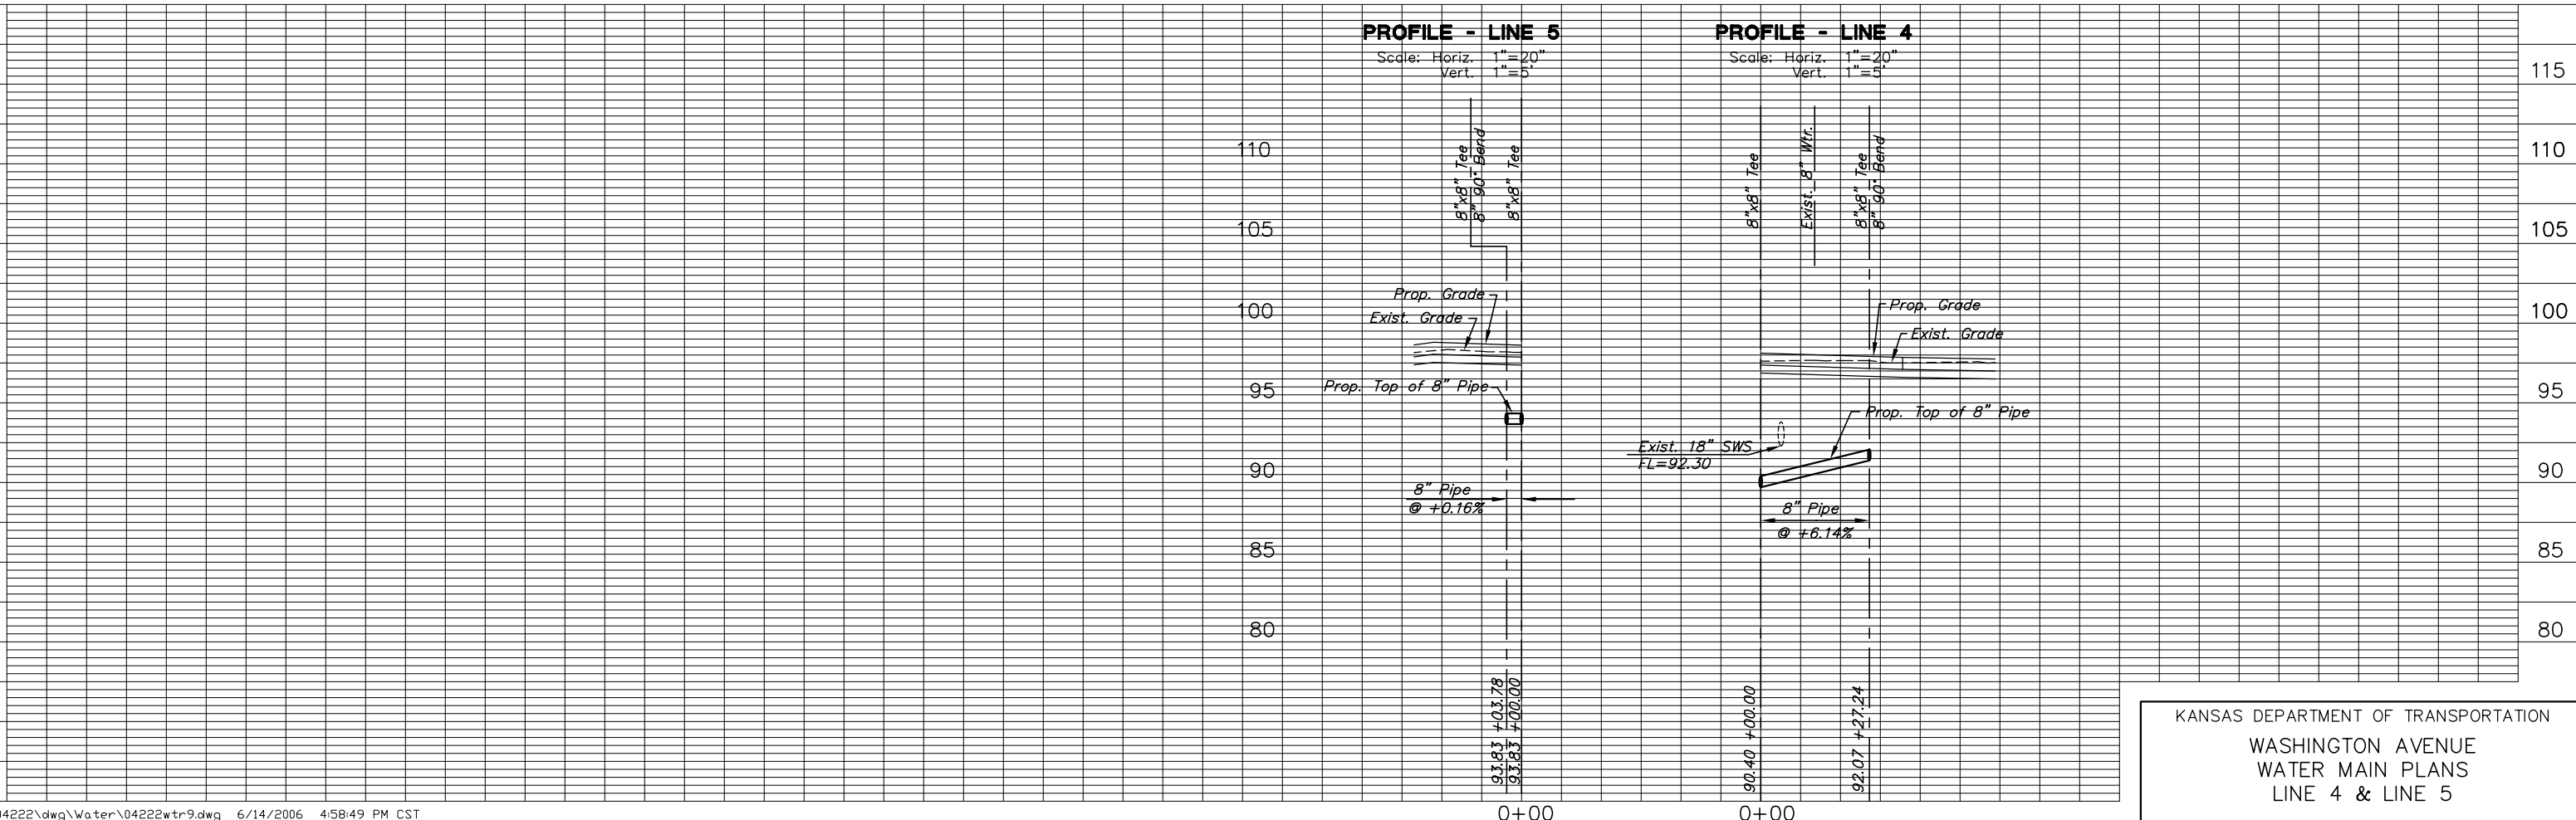 PROFILE - LINE 5
Scale: Horiz. 1"=20"
Vert. 1"=5'
PROFILE - LINE 4
Scale: Horiz. 1"=20"
Vert. 1"=5'
115
110
110
105
105
100
100
95
95
90
90
85
85
80
80
8"x8" Tee
8" 90° Bend
8"x8" Tee
8"x8" Tee
Exist. 8" Wtr.
8"x8" Tee
8" 90° Bend
Prop. Grade
Exist. Grade
Prop. Top of 8" Pipe
8" Pipe
@ +0.16%
Prop. Grade
Exist. Grade
Prop. Top of 8" Pipe
Exist. 18" SWS
FL=92.30
8" Pipe
@ +6.14%
93.83 +03.78
93.83 +00.00
90.40 +00.00
92.07 +27.24
0+00
0+00
KANSAS DEPARTMENT OF TRANSPORTATION
WASHINGTON AVENUE
WATER MAIN PLANS
LINE 4 & LINE 5
04222\dwg\Water\04222wtr9.dwg 6/14/2006 4:58:49 PM CST